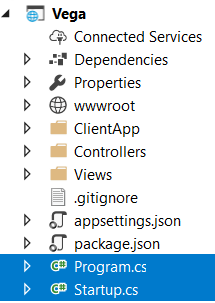 Vega
Connected Services
Dependencies
Properties
wwwroot
ClientApp
Controllers
Views
.gitignore
appsettings.json
package.json
C# Program.cs
C# Startup.cs